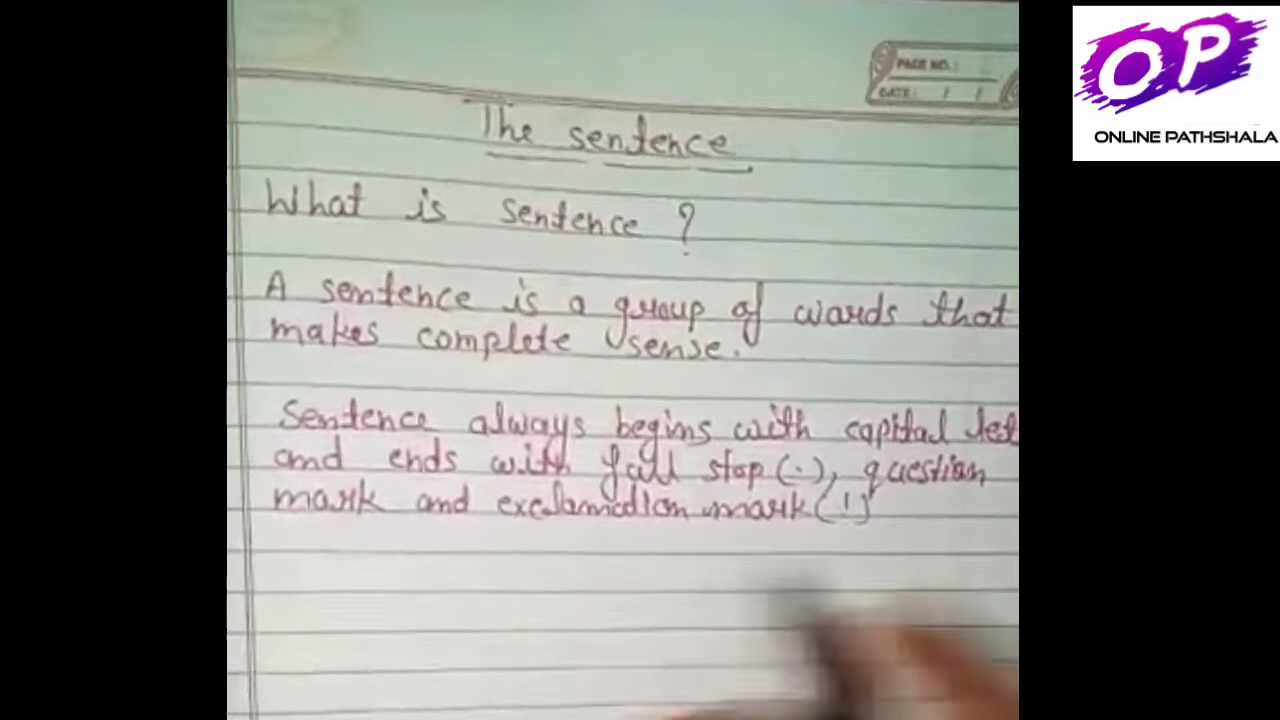 OP
ONLINE PATHSHALA
PAGE NO.:
DATE: / /
The sentence
What is sentence ?
A sentence is a group of words that
makes complete sense.
Sentence always begins with capital let
and ends with full stop (.), question
mark and exclamation mark (!)